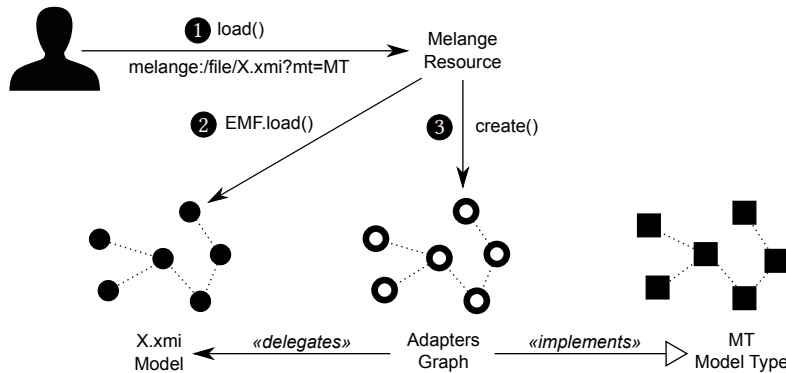 1 load()
melange:/file/X.xmi?mt=MT
Melange
Resource
2 EMF.load()
3 create()
X.xmi
Model
«delegates»
Adapters
Graph
«implements»
MT
Model Type